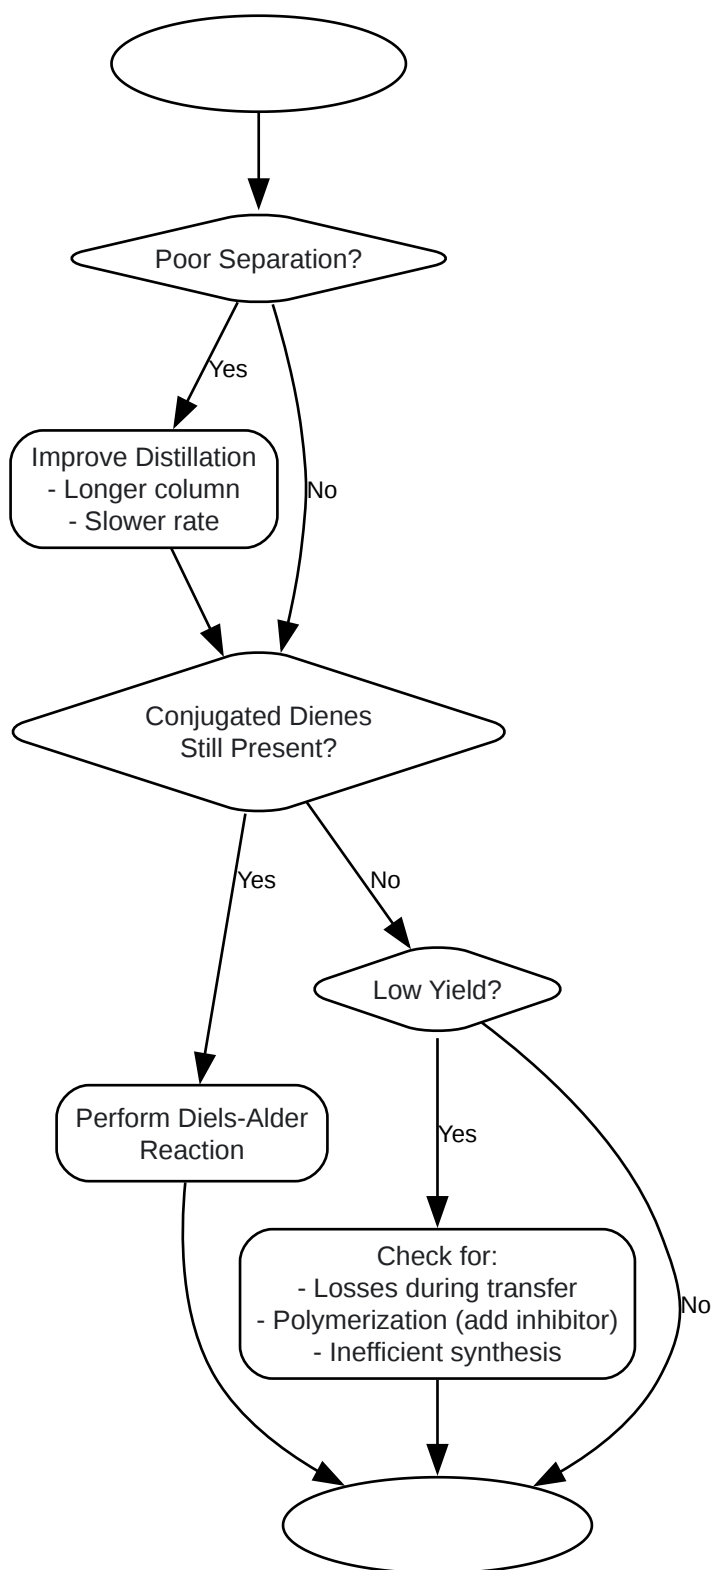 Poor Separation?
Yes
Improve Distillation
- Longer column
- Slower rate
No
Conjugated Dienes
Still Present?
Yes
No
Low Yield?
Perform Diels-Alder
Reaction
Yes
Check for:
- Losses during transfer
- Polymerization (add inhibitor)
- Inefficient synthesis
No